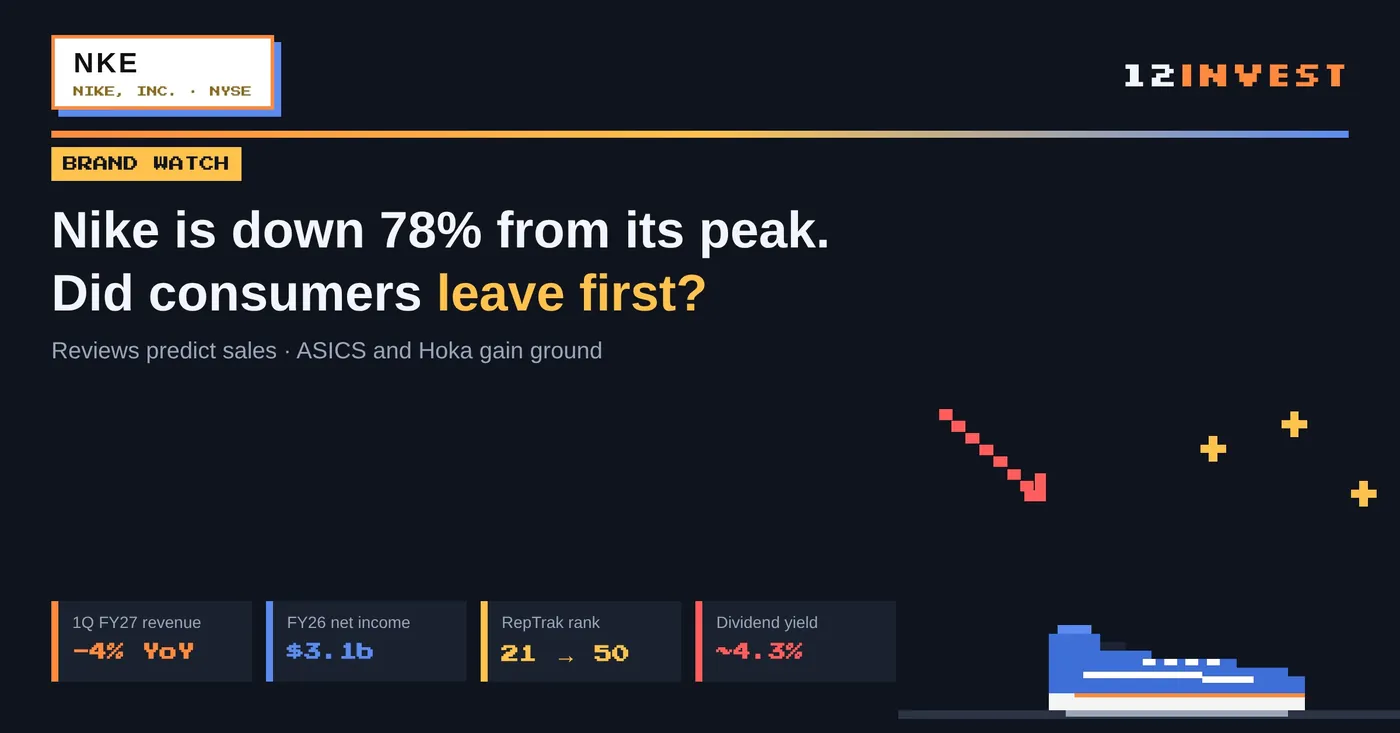 NKE
NIKE, INC. · NYSE
12INVEST
BRAND WATCH
Nike is down 78% from its peak.
Did consumers leave first?
Reviews predict sales · ASICS and Hoka gain ground
1Q FY27 revenue
−4% YoY
FY26 net income
$3.1b
RepTrak rank
21 → 50
Dividend yield
~4.3%